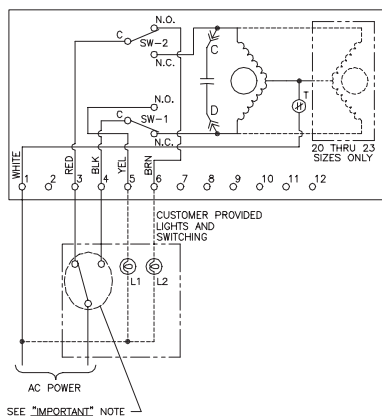 N.O.
C
SW-2
N.C.
C
N.O.
C
SW-1
D
N.C.
T
20 THRU 23
SIZES ONLY
WHITE
RED
BLK
YEL
BRN
1 2 3 4 5 6 7 8 9 10 11 12
CUSTOMER PROVIDED
LIGHTS AND
SWITCHING
L1 L2
AC POWER
SEE "IMPORTANT" NOTE